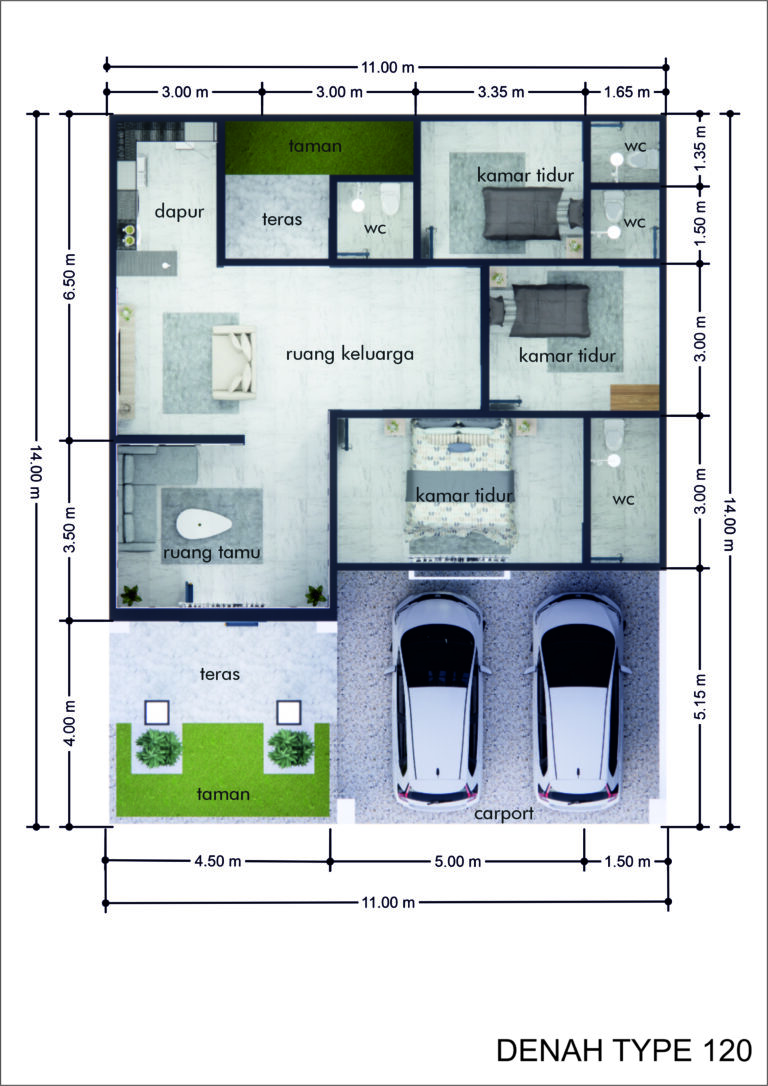 11.00 m
3.00 m
3.00 m
3.35 m
1.65 m
taman
wc
1.35 m
kamar tidur
dapur
teras
wc
wc
1.50 m
6.50 m
ruang keluarga
kamar tidur
3.00 m
14.00 m
kamar tidur
wc
3.00 m
14.00 m
3.50 m
ruang tamu
teras
5.15 m
4.00 m
taman
carport
4.50 m
5.00 m
1.50 m
11.00 m
DENAH TYPE 120